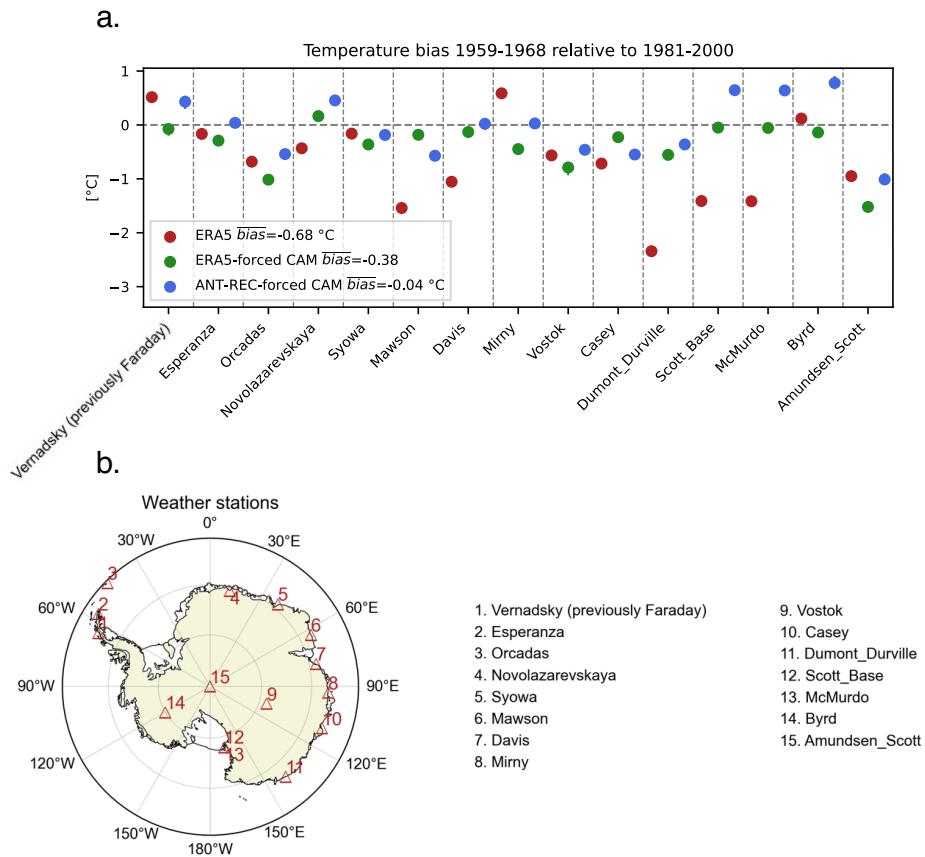 a.
Temperature bias 1959-1968 relative to 1981-2000
1
0
−1
−2
−3
[°C]
ERA5 bias=-0.68 °C
ERA5-forced CAM bias=-0.38
ANT-REC-forced CAM bias=-0.04 °C
Vernadsky (previously Faraday)
Esperanza
Orcadas
Novolazarevskaya
Syowa
Mawson
Davis
Mirny
Vostok
Casey
Dumont_Durville
Scott_Base
McMurdo
Byrd
Amundsen_Scott
b.
Weather stations
0°
30°W
30°E
60°W
60°E
90°W
90°E
120°W
120°E
150°W
150°E
180°W
3
2
1
4
5
6
7
15
9
8
14
10
12
13
11
1. Vernadsky (previously Faraday)
2. Esperanza
3. Orcadas
4. Novolazarevskaya
5. Syowa
6. Mawson
7. Davis
8. Mirny
9. Vostok
10. Casey
11. Dumont_Durville
12. Scott_Base
13. McMurdo
14. Byrd
15. Amundsen_Scott